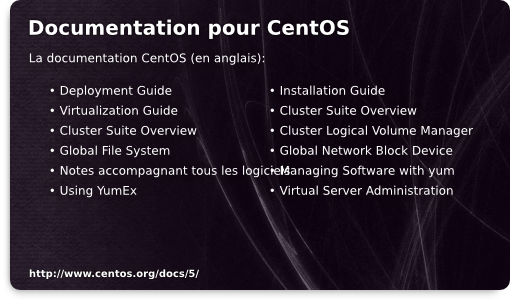 Documentation pour CentOS
La documentation CentOS (en anglais):
• Deployment Guide
• Virtualization Guide
• Cluster Suite Overview
• Global File System
• Notes accompagnant tous les logiciels
• Using YumEx
• Installation Guide
• Cluster Suite Overview
• Cluster Logical Volume Manager
• Global Network Block Device
• Managing Software with yum
• Virtual Server Administration
http://www.centos.org/docs/5/